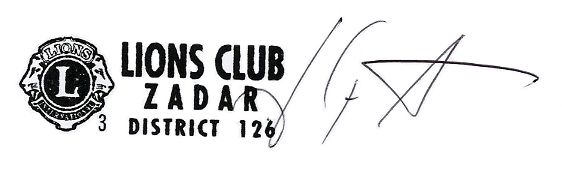 LIONS
L
INTERNATIONAL
3
LIONS CLUB
ZADAR
DISTRICT 126